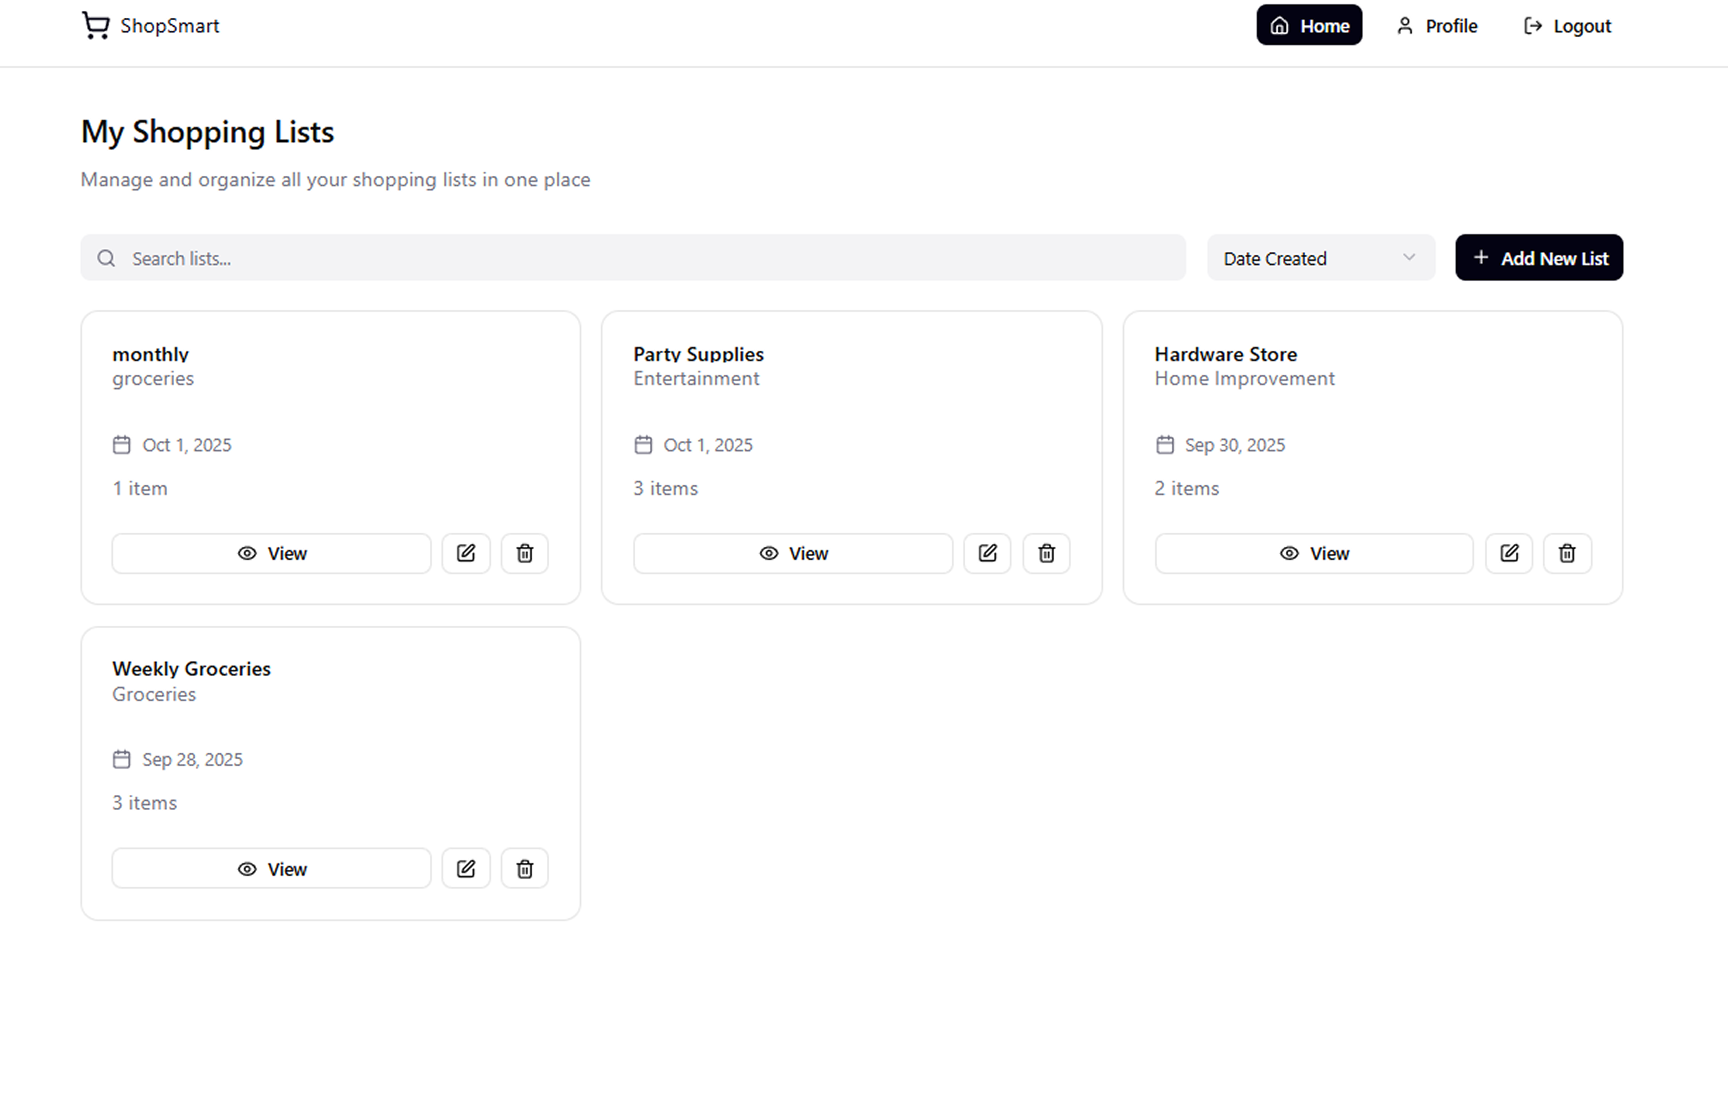 ShopSmart
Home
Profile
Logout
My Shopping Lists
Manage and organize all your shopping lists in one place
Search lists...
Date Created
Add New List
monthly
groceries
Oct 1, 2025
1 item
View
Party Supplies
Entertainment
Oct 1, 2025
3 items
View
Hardware Store
Home Improvement
Sep 30, 2025
2 items
View
Weekly Groceries
Groceries
Sep 28, 2025
3 items
View